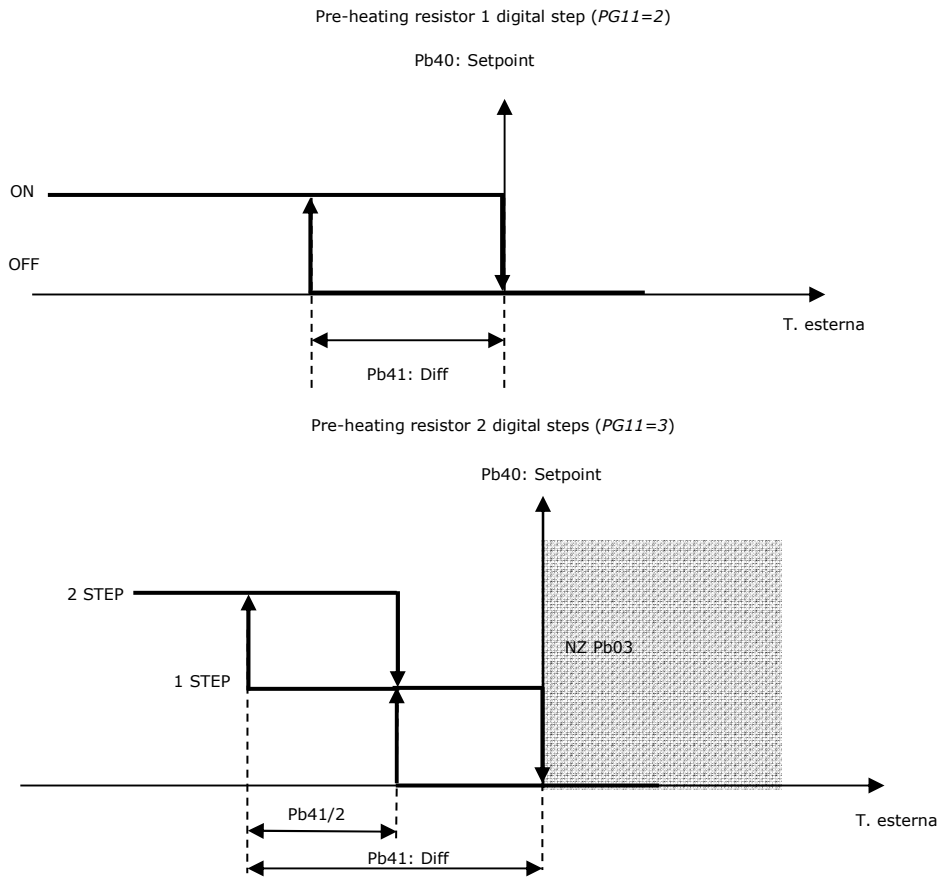 Pre-heating resistor 1 digital step (PG11=2)
Pb40: Setpoint
ON
OFF
T. esterna
Pb41: Diff
Pre-heating resistor 2 digital steps (PG11=3)
Pb40: Setpoint
2 STEP
NZ Pb03
1 STEP
Pb41/2
T. esterna
Pb41: Diff